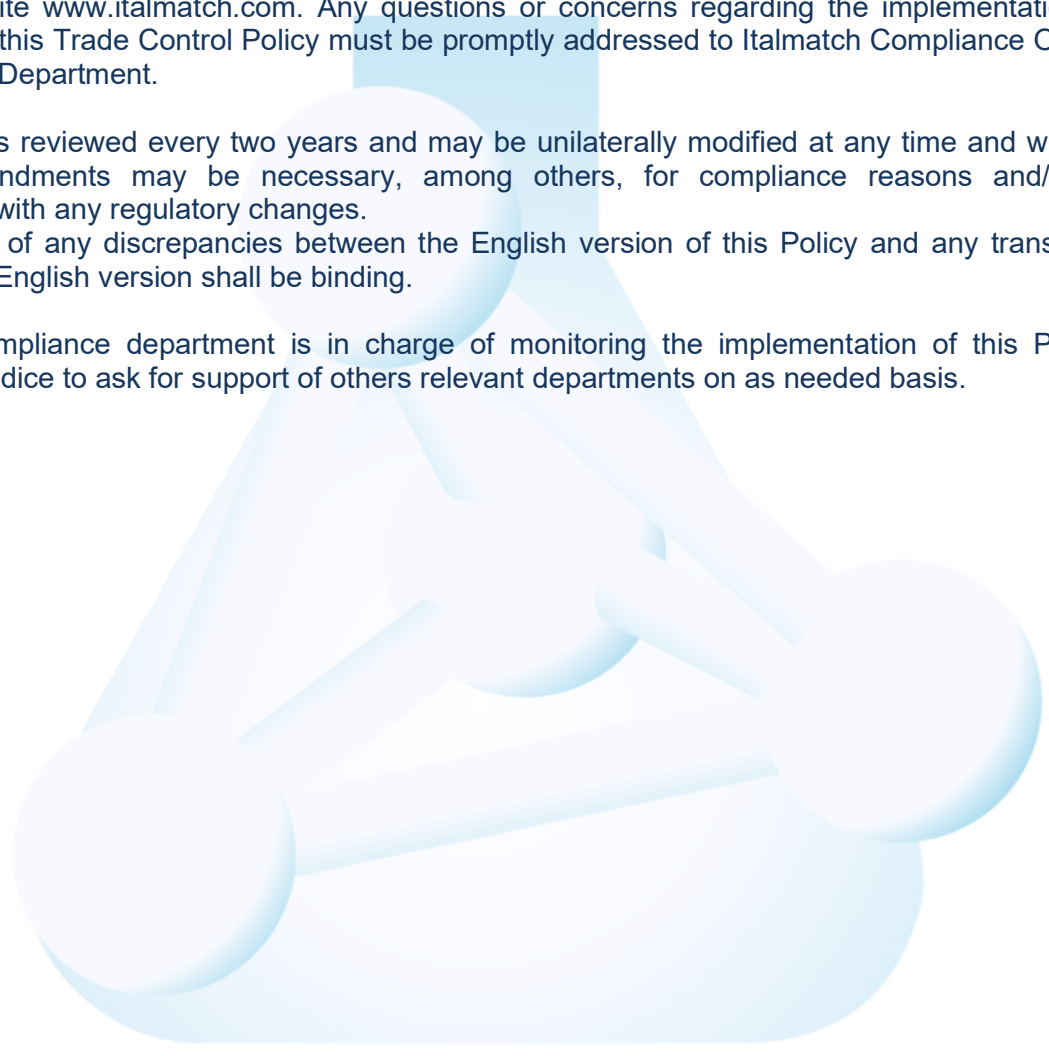 ite www.italmatch.com. Any questions or concerns regarding the implementati
this Trade Control Policy must be promptly addressed to Italmatch Compliance
Department.
s reviewed every two years and may be unilaterally modified at any time and w
ndments may be necessary, among others, for compliance reasons and/
with any regulatory changes.
of any discrepancies between the English version of this Policy and any trans
English version shall be binding.
mpliance department is in charge of monitoring the implementation of this P
dice to ask for support of others relevant departments on as needed basis.